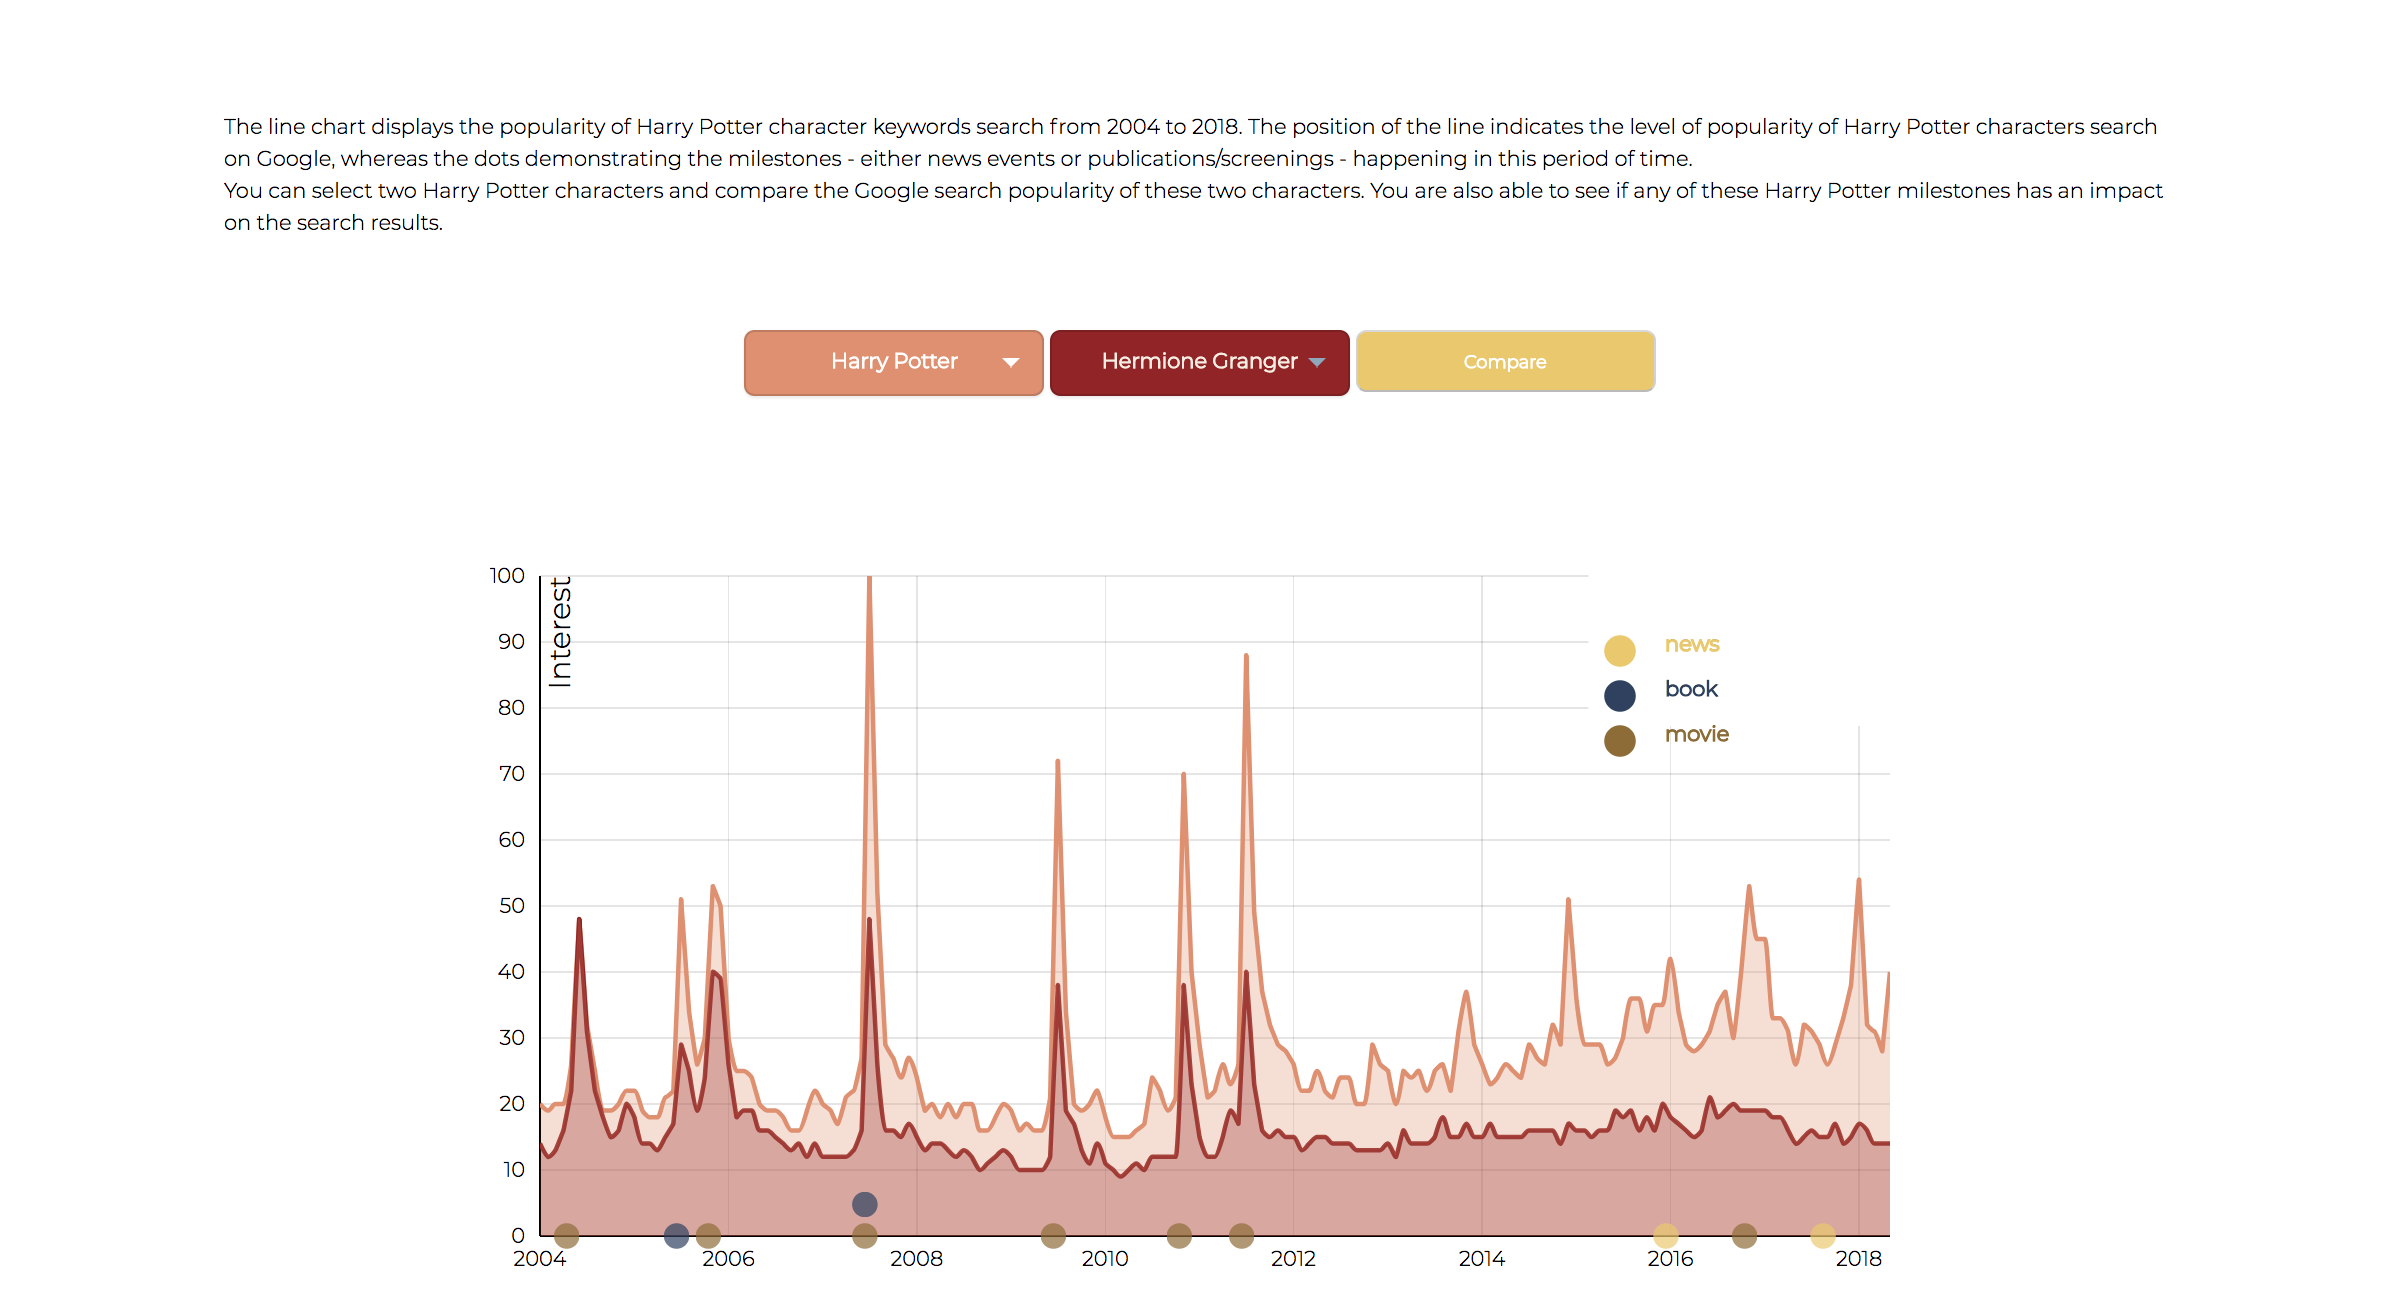 The line chart displays the popularity of Harry Potter character keywords search from 2004 to 2018. The position of the line indicates the level of popularity of Harry Potter characters search
on Google, whereas the dots demonstrating the milestones - either news events or publications/screenings - happening in this period of time.
You can select two Harry Potter characters and compare the Google search popularity of these two characters. You are also able to see if any of these Harry Potter milestones has an impact
on the search results.
Harry Potter
Hermione Granger
Compare
Interest
100
90
80
70
60
50
40
30
20
10
0
news
book
movie
2004 2006 2008 2010 2012 2014 2016 2018